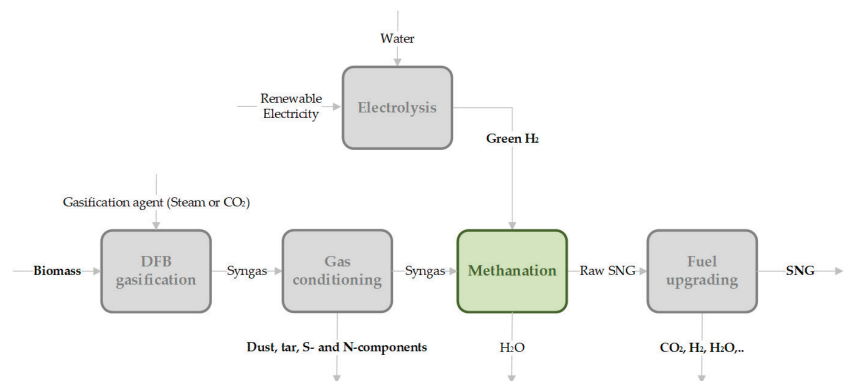 Water
Renewable
Electricity
Electrolysis
Green H₂
Gasification agent (Steam or CO₂)
Biomass
DFB
gasification
Syngas
Gas
conditioning
Syngas
Methanation
Raw SNG
Fuel
upgrading
SNG
Dust, tar, S- and N-components
H₂O
CO₂, H₂, H₂O,..